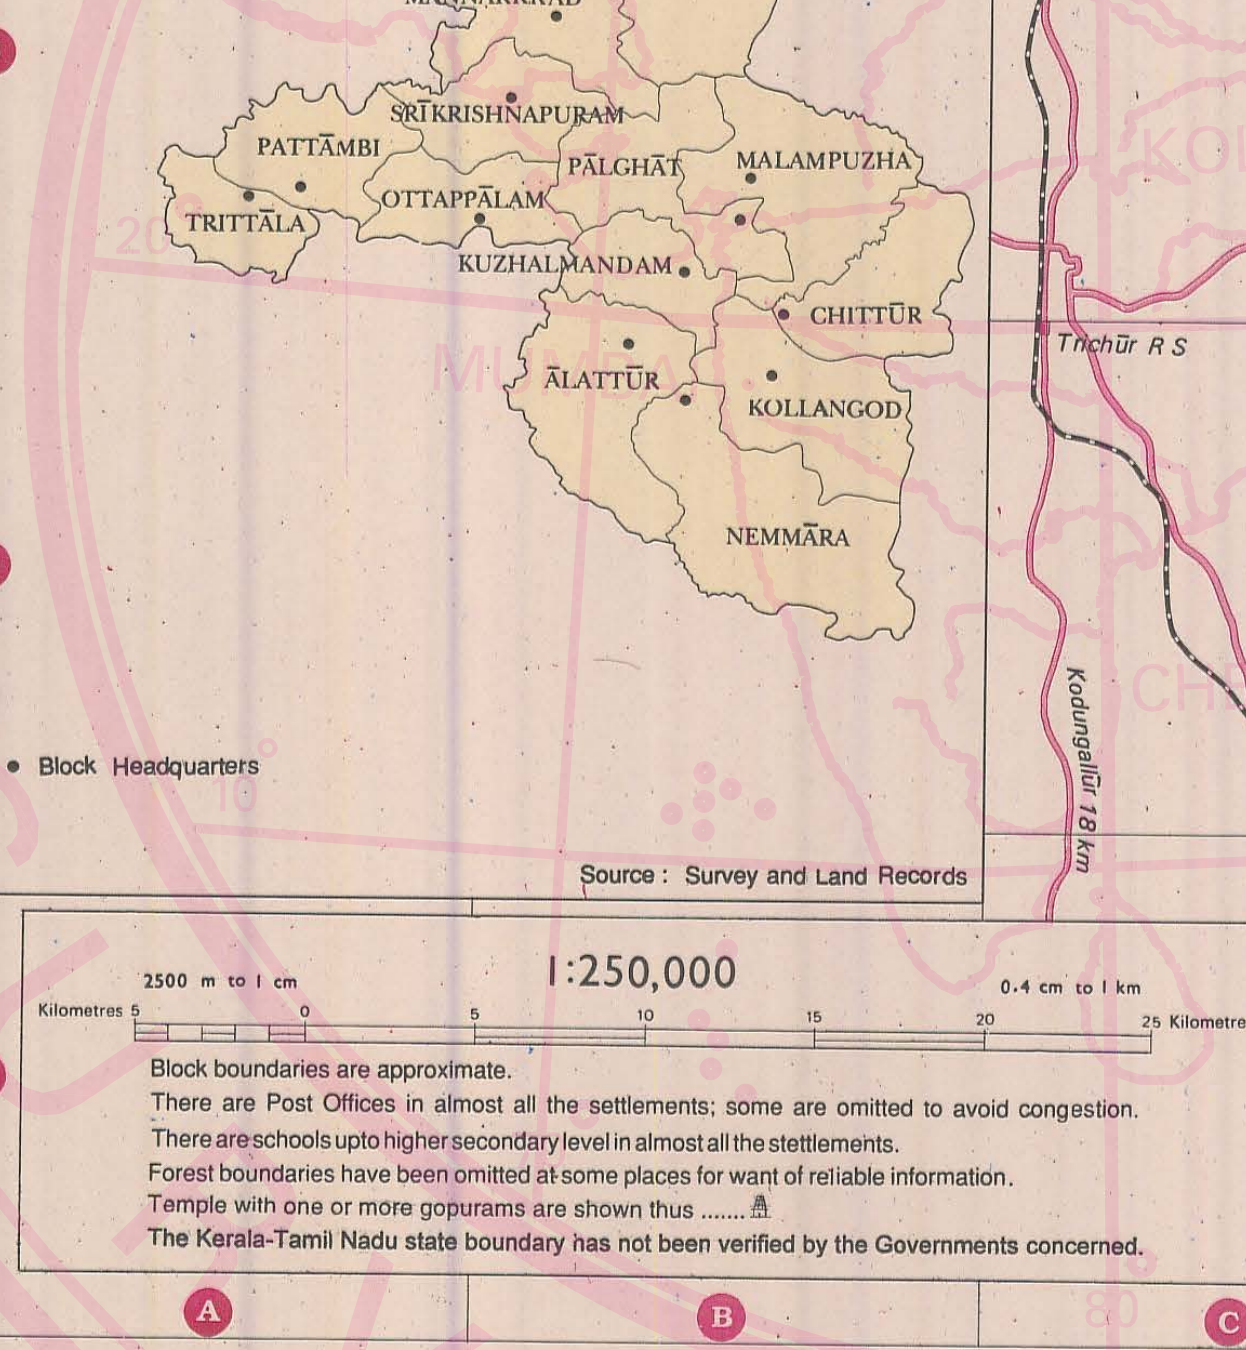 MANNĀRKKĀD
SRĪKRISHNAPURAM
PATTĀMBI
PĀLGHĀT
MALAMPUZHA
OTTAPPĀLAM
TRITTĀLA
KUZHALMANDAM
CHITTŪR
ĀLATTŪR
KOLLANGOD
NEMMĀRA
20°
MUMBAI
Trichūr R S
Kodungallūr 18 km
• Block Headquarters
10°
Source : Survey and Land Records
1:250,000
2500 m to 1 cm
0.4 cm to 1 km
Kilometres 5 0 5 10 15 20 25 Kilometre
Block boundaries are approximate.
There are Post Offices in almost all the settlements; some are omitted to avoid congestion.
There are schools upto higher secondary level in almost all the stettlements.
Forest boundaries have been omitted at some places for want of reliable information.
Temple with one or more gopurams are shown thus .......
The Kerala-Tamil Nadu state boundary has not been verified by the Governments concerned.
80°
A B C